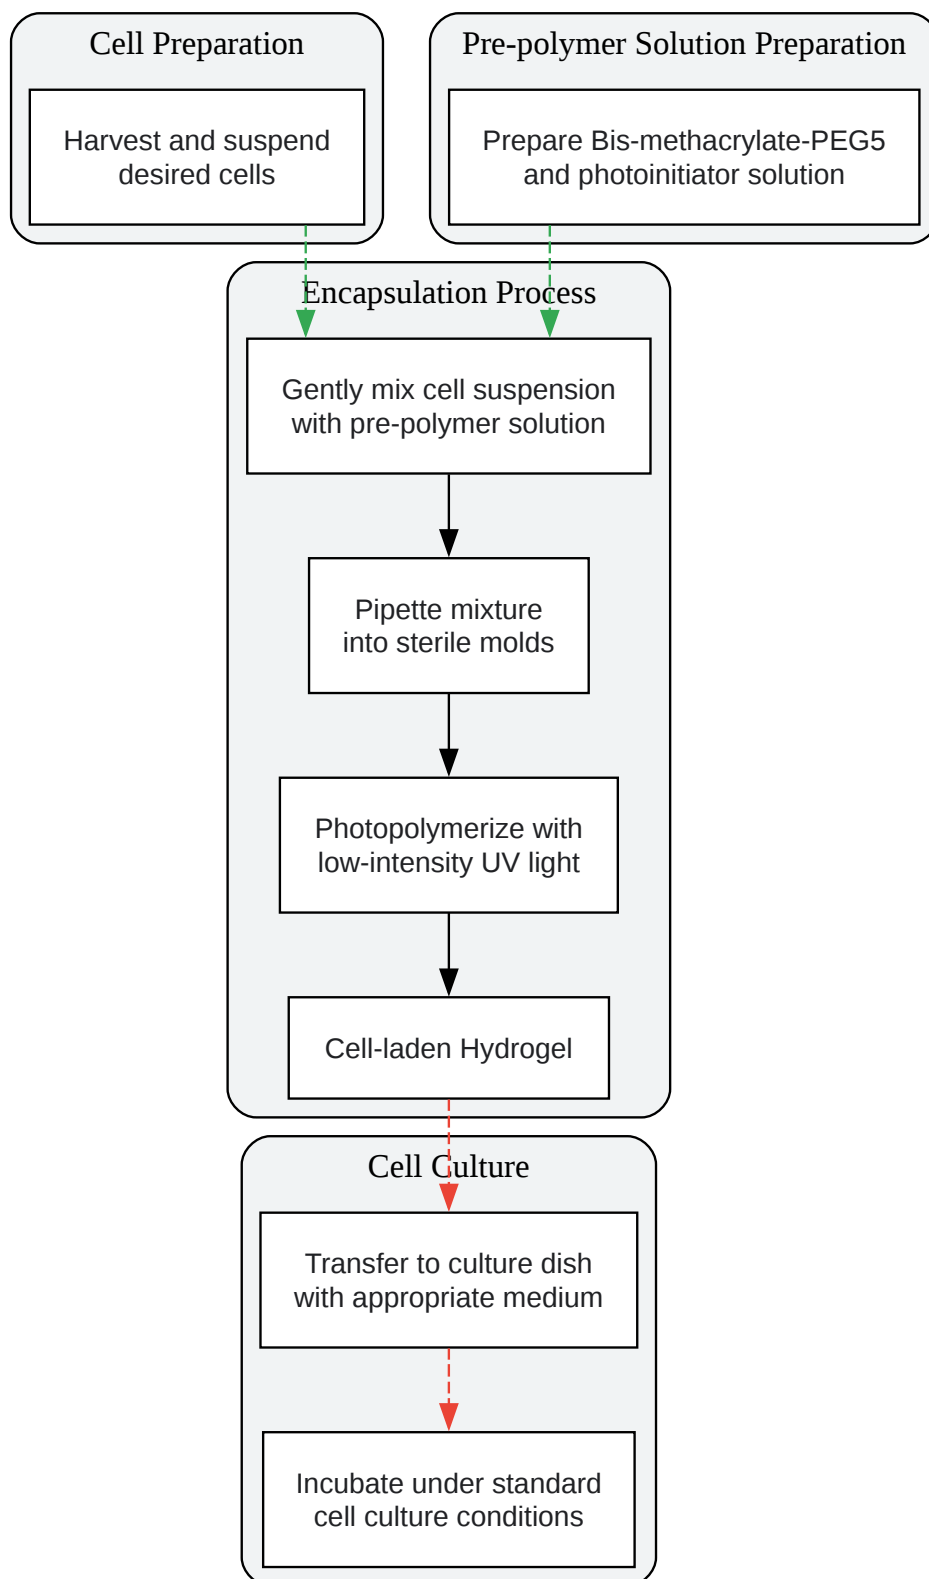 Cell Preparation
Harvest and suspend
desired cells
Pre-polymer Solution Preparation
Prepare Bis-methacrylate-PEG5
and photoinitiator solution
Encapsulation Process
Gently mix cell suspension
with pre-polymer solution
Pipette mixture
into sterile molds
Photopolymerize with
low-intensity UV light
Cell-laden Hydrogel
Cell Culture
Transfer to culture dish
with appropriate medium
Incubate under standard
cell culture conditions